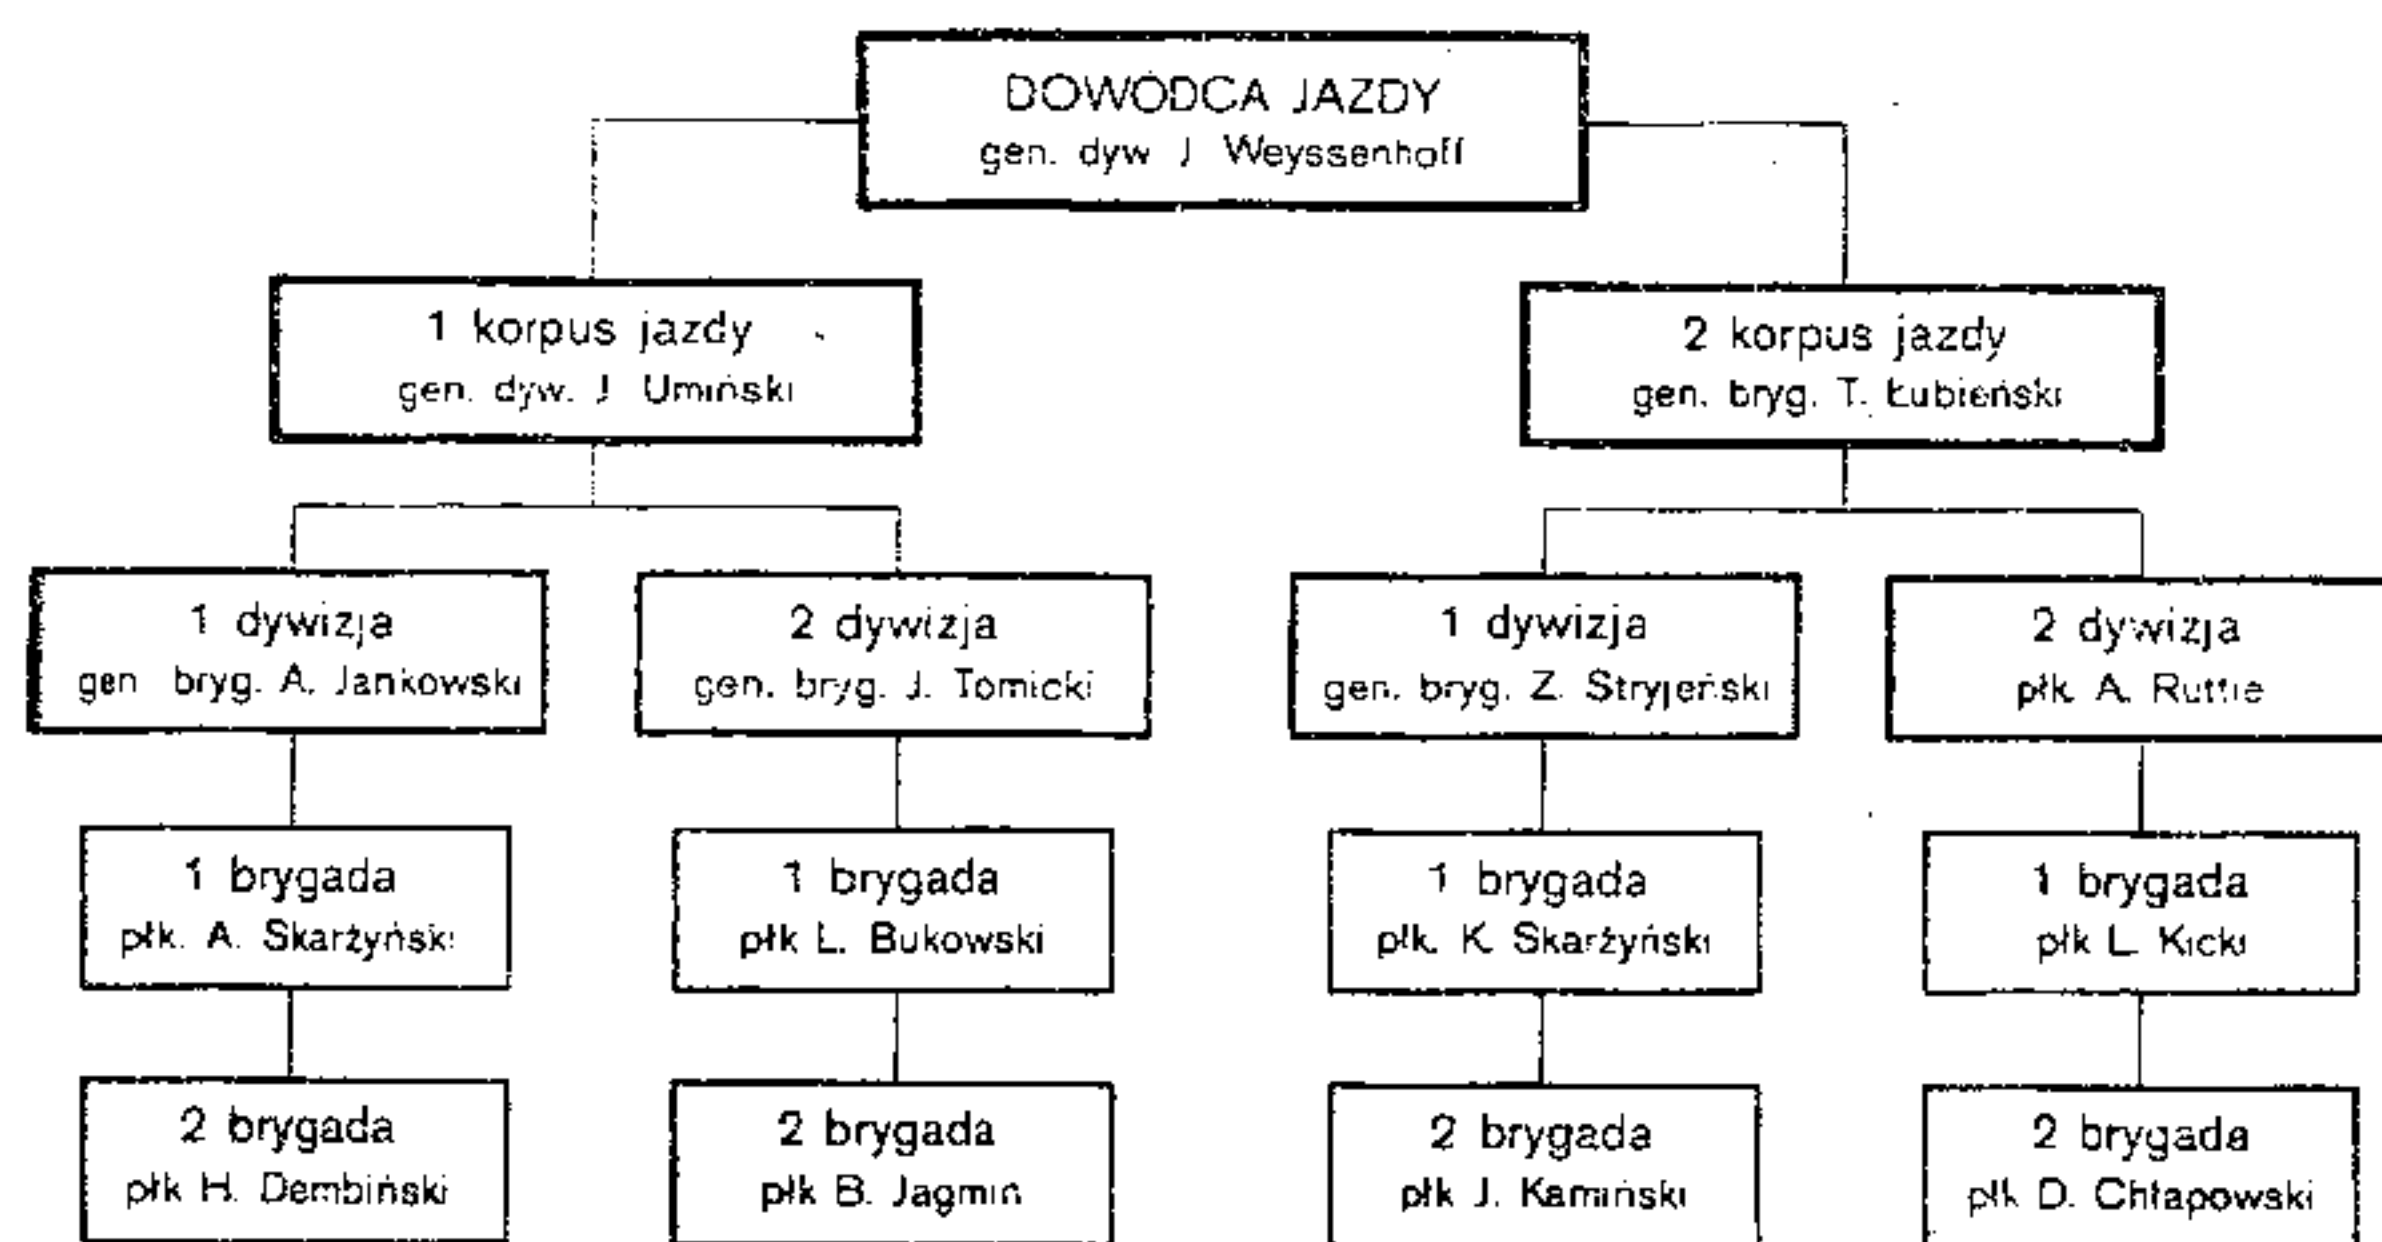 DOWÓDCA JAZDY
gen. dyw J Weyssenhoff
1 korpus jazdy
gen. dyw. J Umiński
2 korpus jazdy
gen. bryg. T. Łubieński
1 dywizja
gen bryg. A. Jankowski
2 dywizja
gen. bryg. J. Tomicki
1 dywizja
gen. bryg. Z. Stryjeński
2 dywizja
płk. A. Ruttie
1 brygada
płk. A. Skarżyński
1 brygada
płk L. Bukowski
1 brygada
płk. K. Skarżyński
1 brygada
płk L. Kicki
2 brygada
płk H. Dembiński
2 brygada
płk B. Jagmin
2 brygada
płk J. Kamiński
2 brygada
płk D. Chłapowski